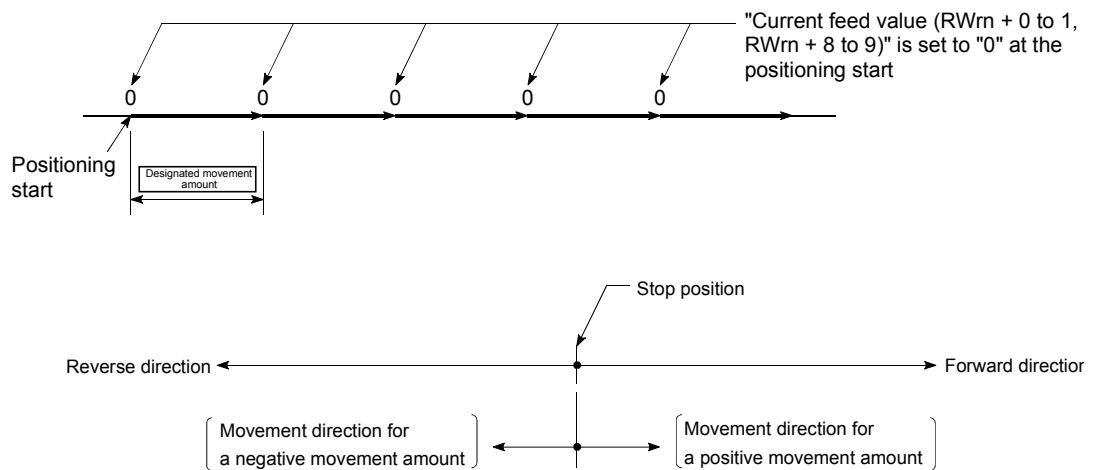 "Current feed value (RWrn + 0 to 1,
RWrn + 8 to 9)" is set to "0" at the
positioning start
0 0 0 0 0
Positioning
start
Designated movement
amount
Stop position
Reverse direction
Forward direction
Movement direction for
a negative movement amount
Movement direction for
a positive movement amount